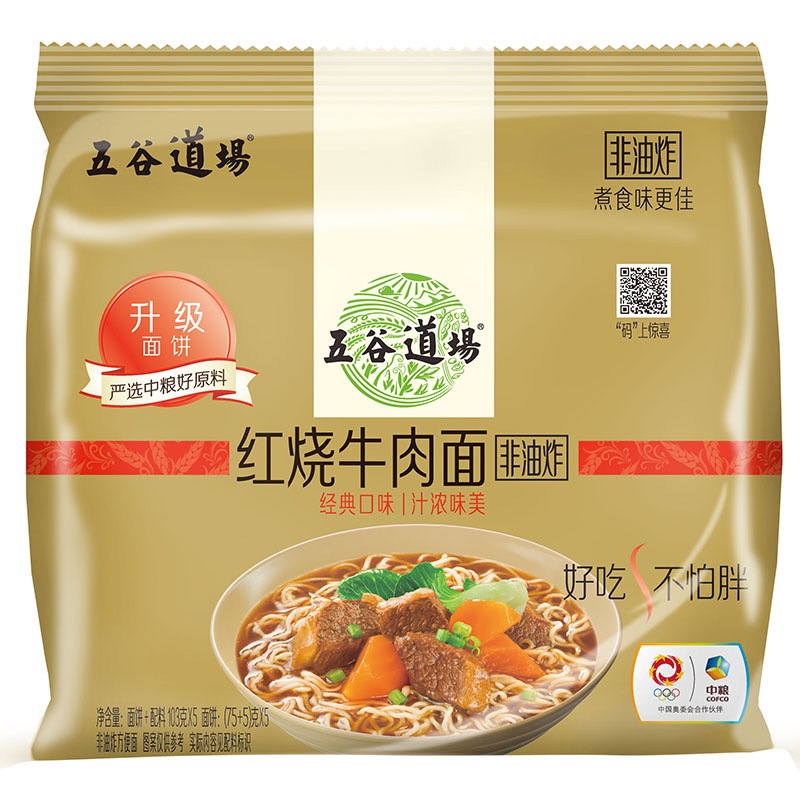 五谷道場®
非油炸
煮食味更佳
"码"上惊喜
升级
面饼
严选中粮好原料
五谷道場®
红烧牛肉面 非油炸
经典口味|汁浓味美
好吃 不怕胖
中粮
COFCO
中国奥委会合作伙伴
净含量：面饼+配料 103克X5 面饼：(75+5)克X5
非油炸方便面 图案仅供参考 实际内容见配料标识